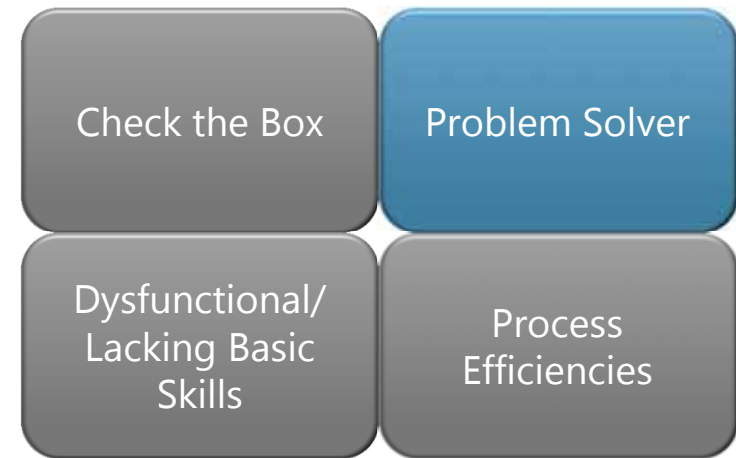 Check the Box
Problem Solver
Dysfunctional/
Lacking Basic
Skills
Process
Efficiencies